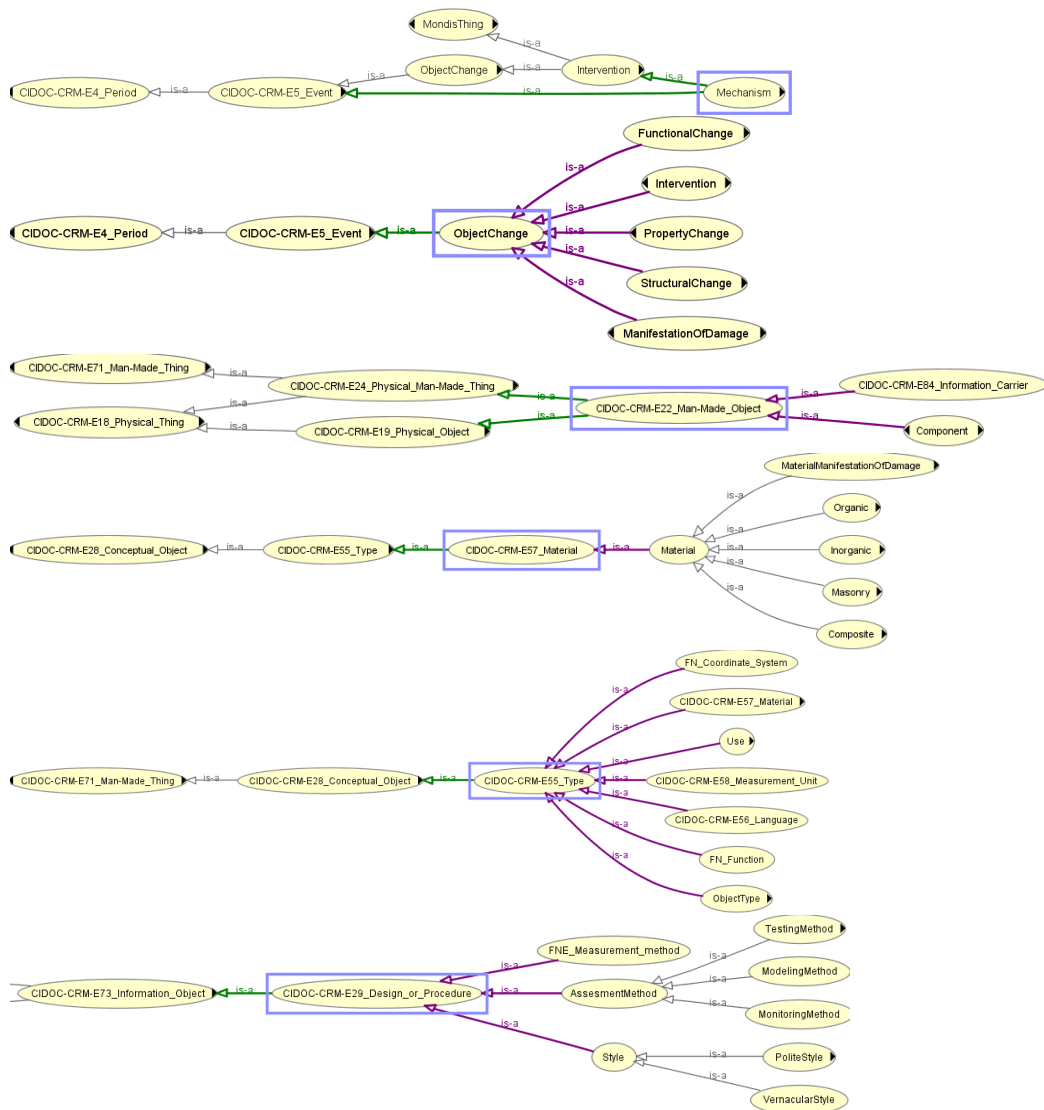 MondisThing
is-a
ObjectChange
is-a
Intervention
is-a
is-a
CIDOC-CRM-E4_Period
is-a
CIDOC-CRM-E5_Event
is-a
Mechanism
FunctionalChange
is-a
Intervention
is-a
CIDOC-CRM-E4_Period
is-a
CIDOC-CRM-E5_Event
is-a
ObjectChange
is-a
PropertyChange
is-a
StructuralChange
is-a
ManifestationOfDamage
CIDOC-CRM-E71_Man-Made_Thing
is-a
CIDOC-CRM-E24_Physical_Man-Made_Thing
is-a
CIDOC-CRM-E84_Information_Carrier
is-a
is-a
CIDOC-CRM-E22_Man-Made_Object
CIDOC-CRM-E18_Physical_Thing
is-a
CIDOC-CRM-E19_Physical_Object
is-a
is-a
Component
MaterialManifestationOfDamage
is-a
Organic
is-a
CIDOC-CRM-E28_Conceptual_Object
is-a
CIDOC-CRM-E55_Type
is-a
CIDOC-CRM-E57_Material
is-a
Material
is-a
Inorganic
is-a
Masonry
is-a
Composite
FN_Coordinate_System
is-a
CIDOC-CRM-E57_Material
is-a
Use
is-a
CIDOC-CRM-E71_Man-Made_Thing
is-a
CIDOC-CRM-E28_Conceptual_Object
is-a
CIDOC-CRM-E55_Type
is-a
CIDOC-CRM-E58_Measurement_Unit
is-a
CIDOC-CRM-E56_Language
is-a
FN_Function
is-a
ObjectType
TestingMethod
is-a
FNE_Measurement_method
is-a
ModelingMethod
is-a
CIDOC-CRM-E73_Information_Object
is-a
CIDOC-CRM-E29_Design_or_Procedure
is-a
AssesmentMethod
is-a
MonitoringMethod
is-a
Style
is-a
PoliteStyle
is-a
VernacularStyle